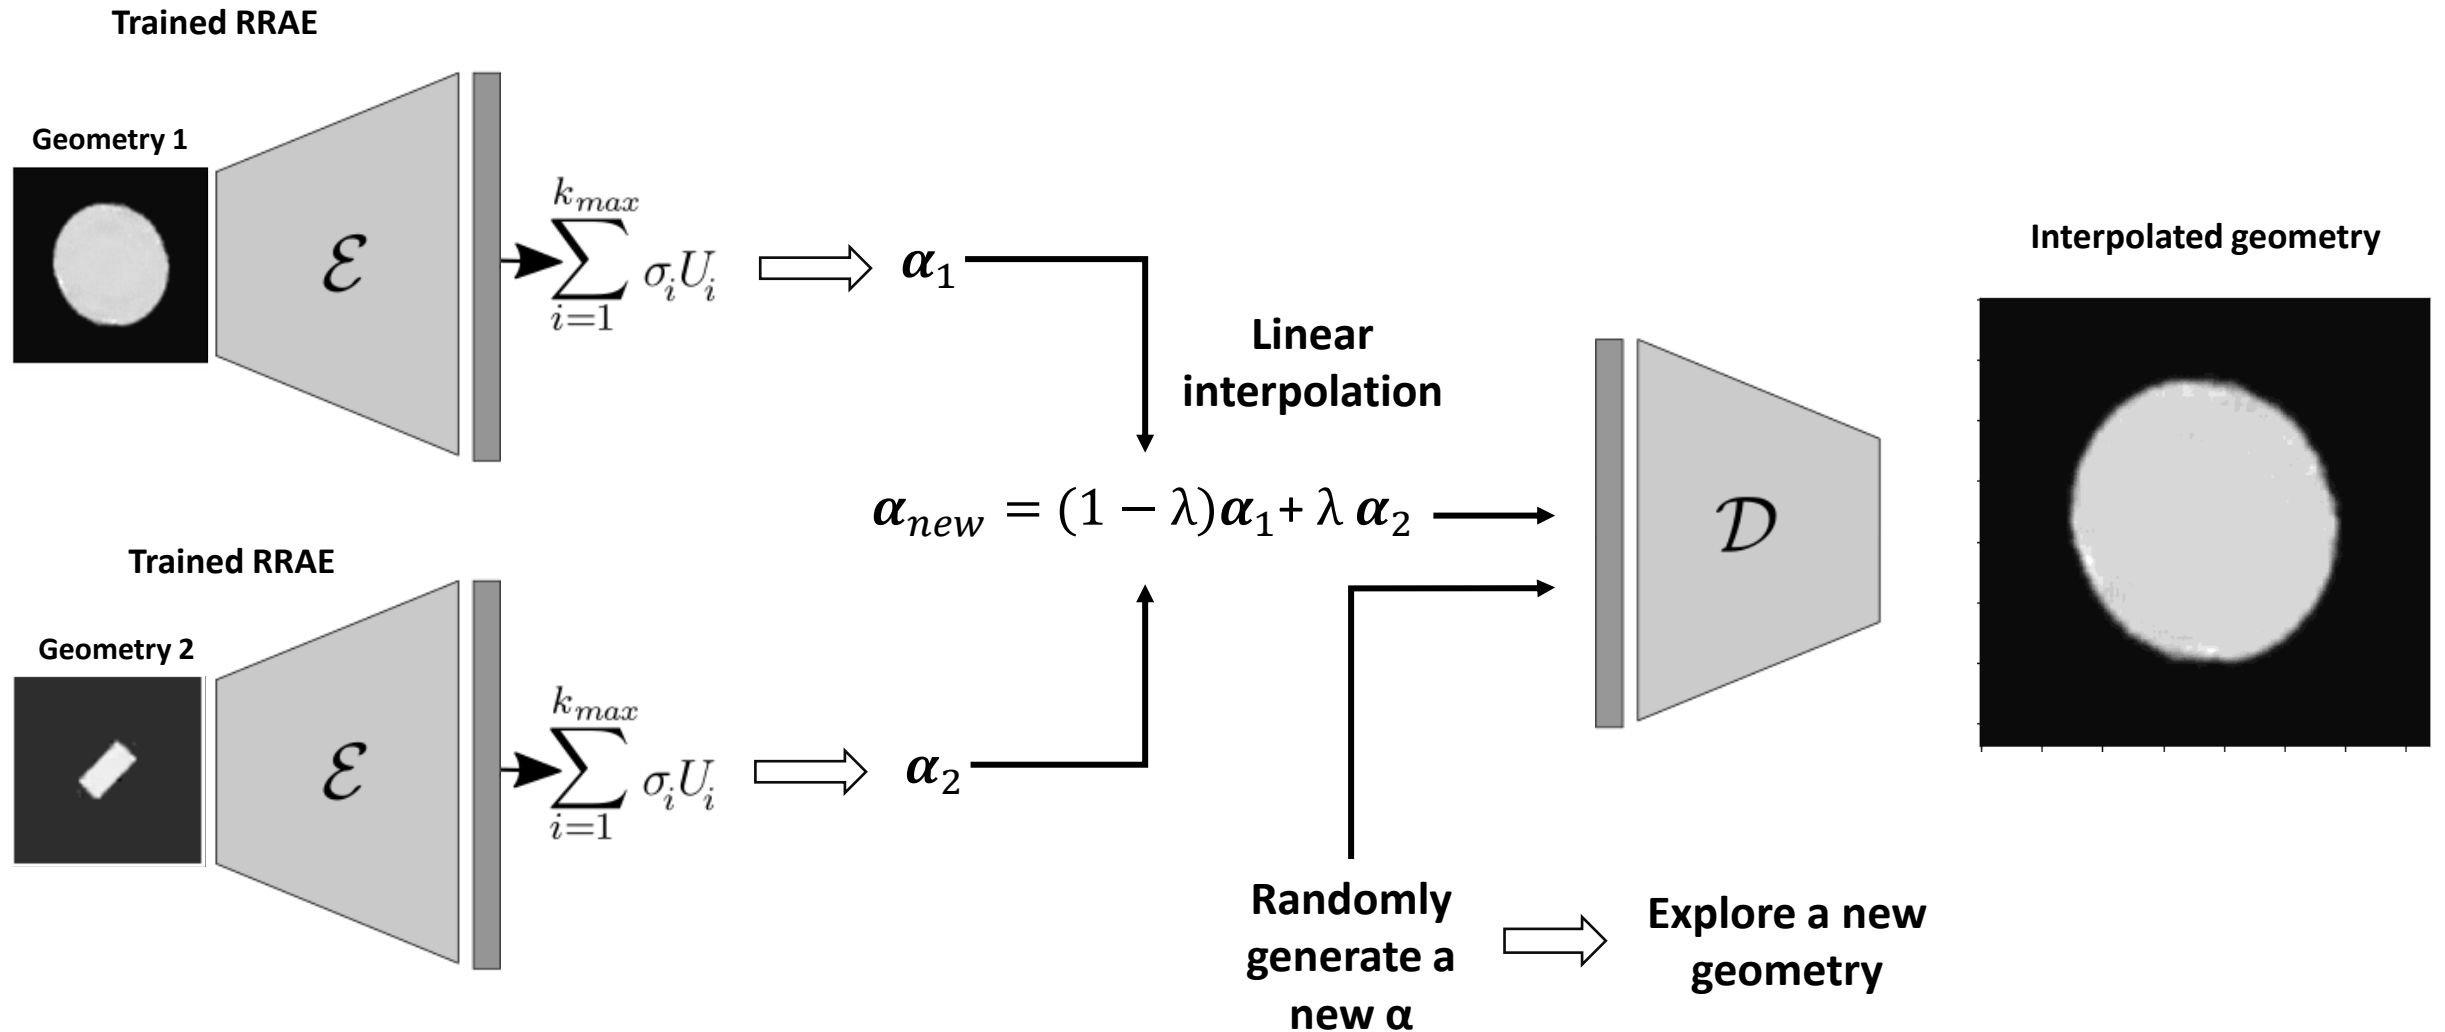 Trained RRAE
Geometry 1
ℰ
k_max
∑ σ_i U_i
i=1
α_1
Linear
interpolation
Interpolated geometry
α_new = (1 − λ)α_1 + λ α_2
𝒟
Trained RRAE
Geometry 2
ℰ
k_max
∑ σ_i U_i
i=1
α_2
Randomly
generate a
new α
Explore a new
geometry